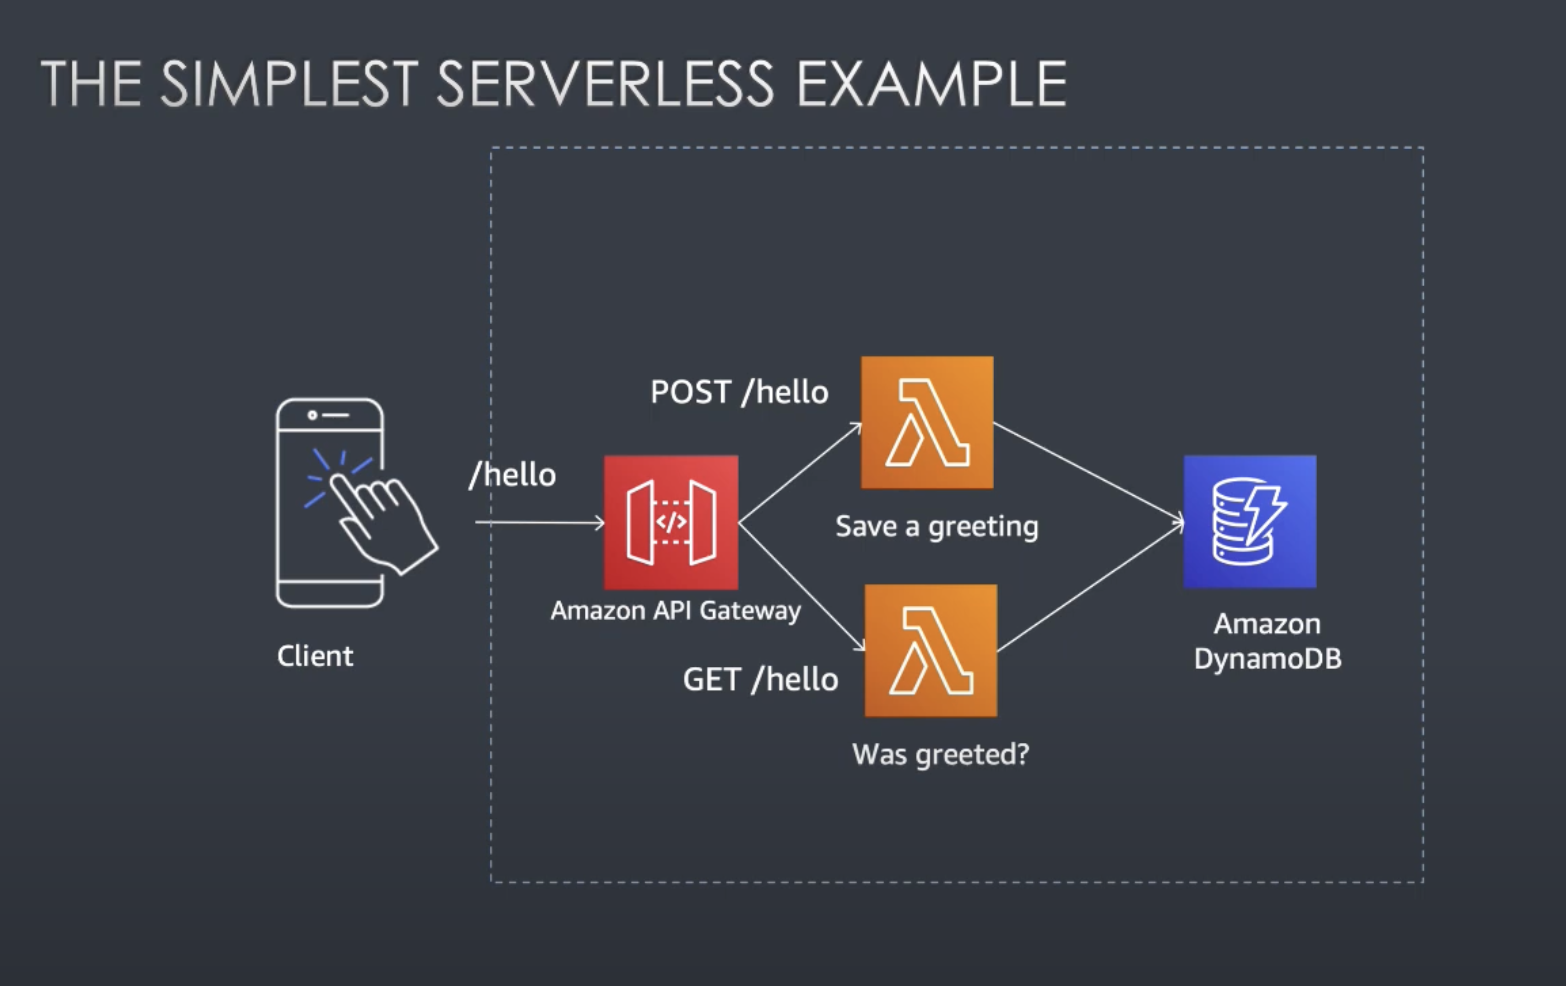 THE SIMPLEST SERVERLESS EXAMPLE
POST /hello
/hello
</>
Save a greeting
Amazon API Gateway
Amazon
DynamoDB
Client
GET /hello
Was greeted?